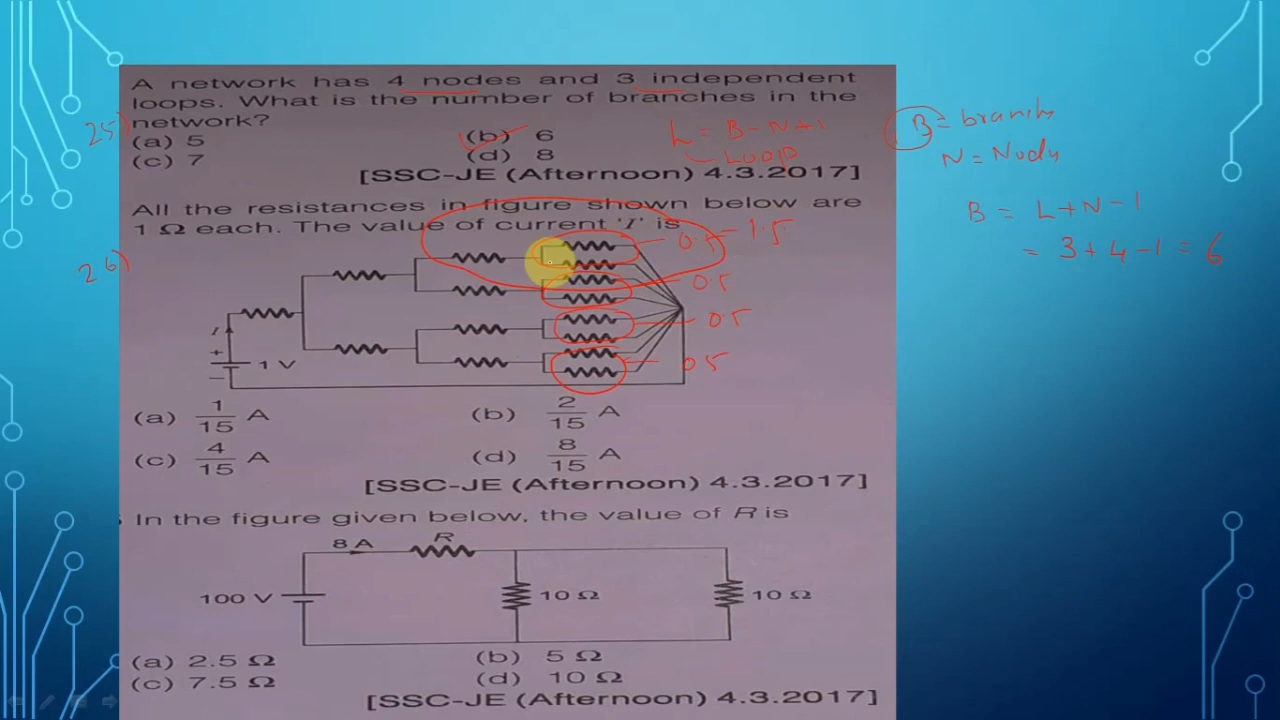 A network has 4 nodes and 3 independent
loops. What is the number of branches in the
network?
25)
(a) 5
(b) 6
(c) 7
(d) 8
L = B - N + 1
Loop
B = branch
N = Node
B = L + N - 1
= 3 + 4 - 1 = 6
[SSC-JE (Afternoon) 4.3.2017]
All the resistances in figure shown below are
1 Ω each. The value of current 'I' is
26)
0.5 - 1.5
0.5
0.5
0.5
I
+
1 V
−
(a) 1/15 A
(b) 2/15 A
(c) 4/15 A
(d) 8/15 A
[SSC-JE (Afternoon) 4.3.2017]
In the figure given below, the value of R is
8 A
R
100 V
10 Ω
10 Ω
(a) 2.5 Ω
(b) 5 Ω
(c) 7.5 Ω
(d) 10 Ω
[SSC-JE (Afternoon) 4.3.2017]